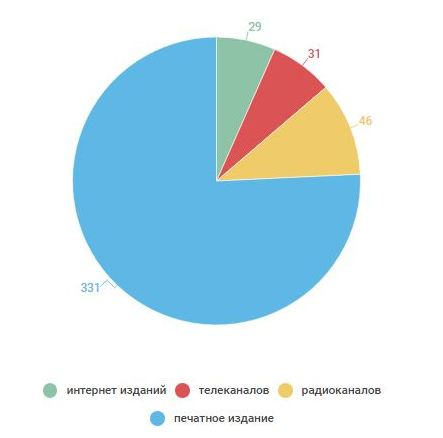 29
31
46
331
интернет изданий телеканалов радиоканалов
печатное издание